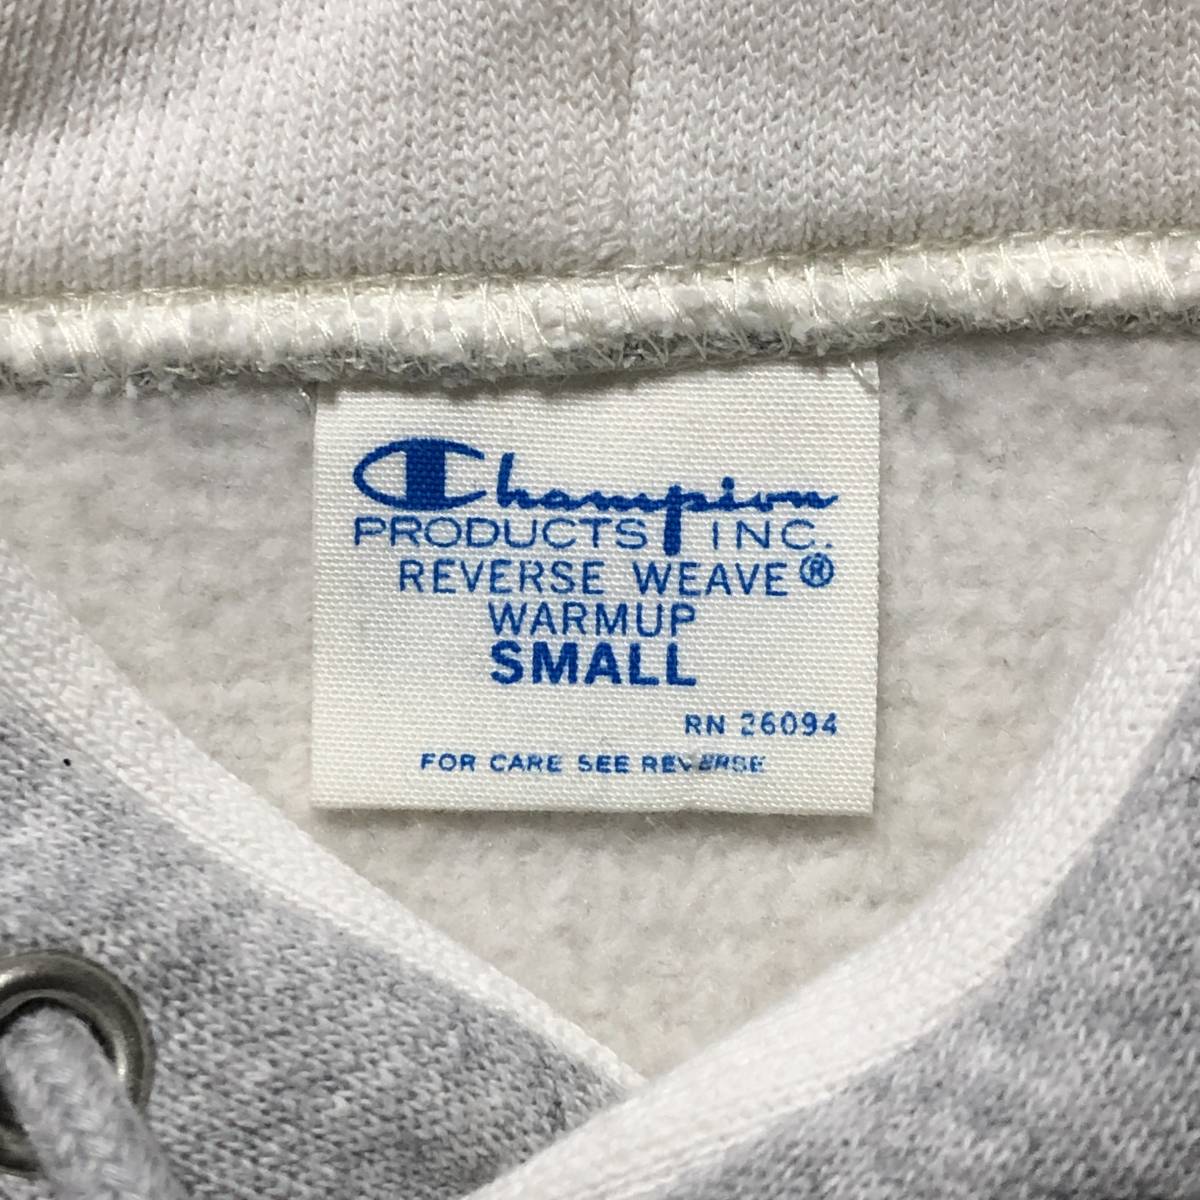 Champion
PRODUCTS INC.
REVERSE WEAVE®
WARMUP
SMALL
RN 26094
FOR CARE SEE REVERSE